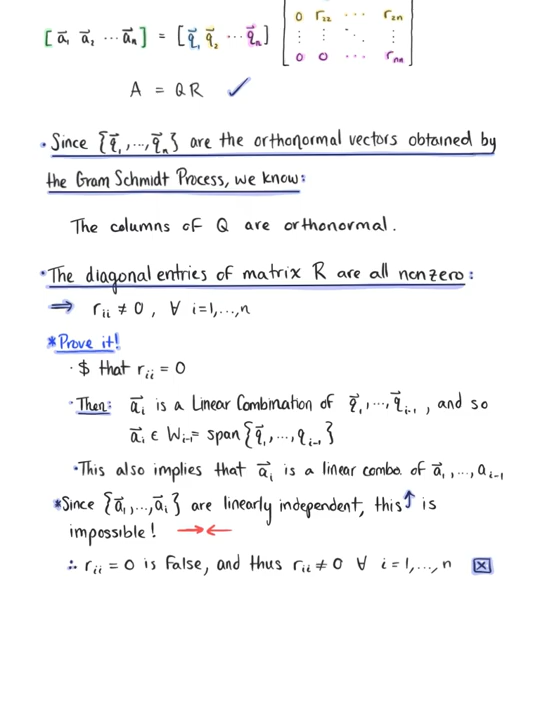 [a⃗₁ a⃗₂ ⋯ a⃗ₙ] = [q⃗₁ q⃗₂ ⋯ q⃗ₙ] [0 r₂₂ ⋯ r₂ₙ
⋮ ⋮ ⋱ ⋮
0 0 ⋯ rₙₙ]
A = QR ✓
• Since {q⃗₁,...,q⃗ₙ} are the orthonormal vectors obtained by
the Gram Schmidt Process, we know:
The columns of Q are orthonormal.
• The diagonal entries of matrix R are all nonzero:
⇒ rᵢᵢ ≠ 0, ∀ i=1,...,n
*Prove it!
• $ that rᵢᵢ = 0
• Then: a⃗ᵢ is a Linear Combination of q⃗₁,...,q⃗ᵢ₋₁, and so
a⃗ᵢ ∈ Wᵢ₋₁ = span{q⃗₁,...,qᵢ₋₁}
• This also implies that a⃗ᵢ is a linear combo. of a⃗₁,...,aᵢ₋₁
*Since {a⃗₁,...,a⃗ᵢ} are linearly independent, this ↑ is
impossible! →←
∴ rᵢᵢ = 0 is False, and thus rᵢᵢ ≠ 0 ∀ i=1,...,n ☒